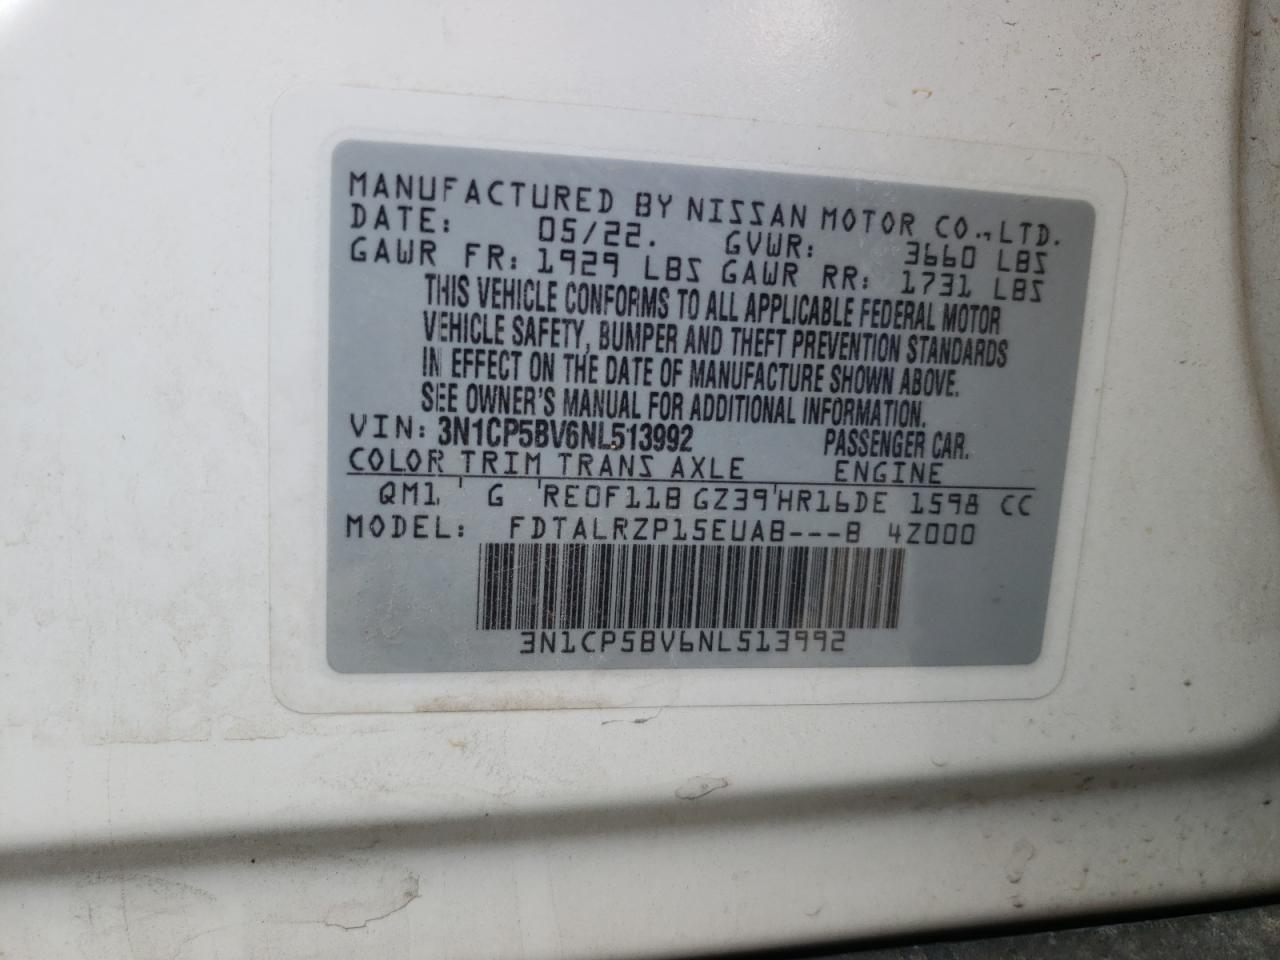 MANUFACTURED BY NISSAN MOTOR CO.,LTD.
DATE: 05/22. GVWR: 3660 LBS
GAWR FR: 1929 LBS GAWR RR: 1731 LBS
THIS VEHICLE CONFORMS TO ALL APPLICABLE FEDERAL MOTOR
VEHICLE SAFETY, BUMPER AND THEFT PREVENTION STANDARDS
IN EFFECT ON THE DATE OF MANUFACTURE SHOWN ABOVE.
SEE OWNER'S MANUAL FOR ADDITIONAL INFORMATION.
VIN: 3N1CP5BV6NL513992 PASSENGER CAR.
COLOR TRIM TRANS AXLE ENGINE
QM1 ' G 'RE0F11B GZ39'HR16DE 1598 CC
MODEL: FDTALRZP15EUAB---B 4Z000
3N1CP5BV6NL513992